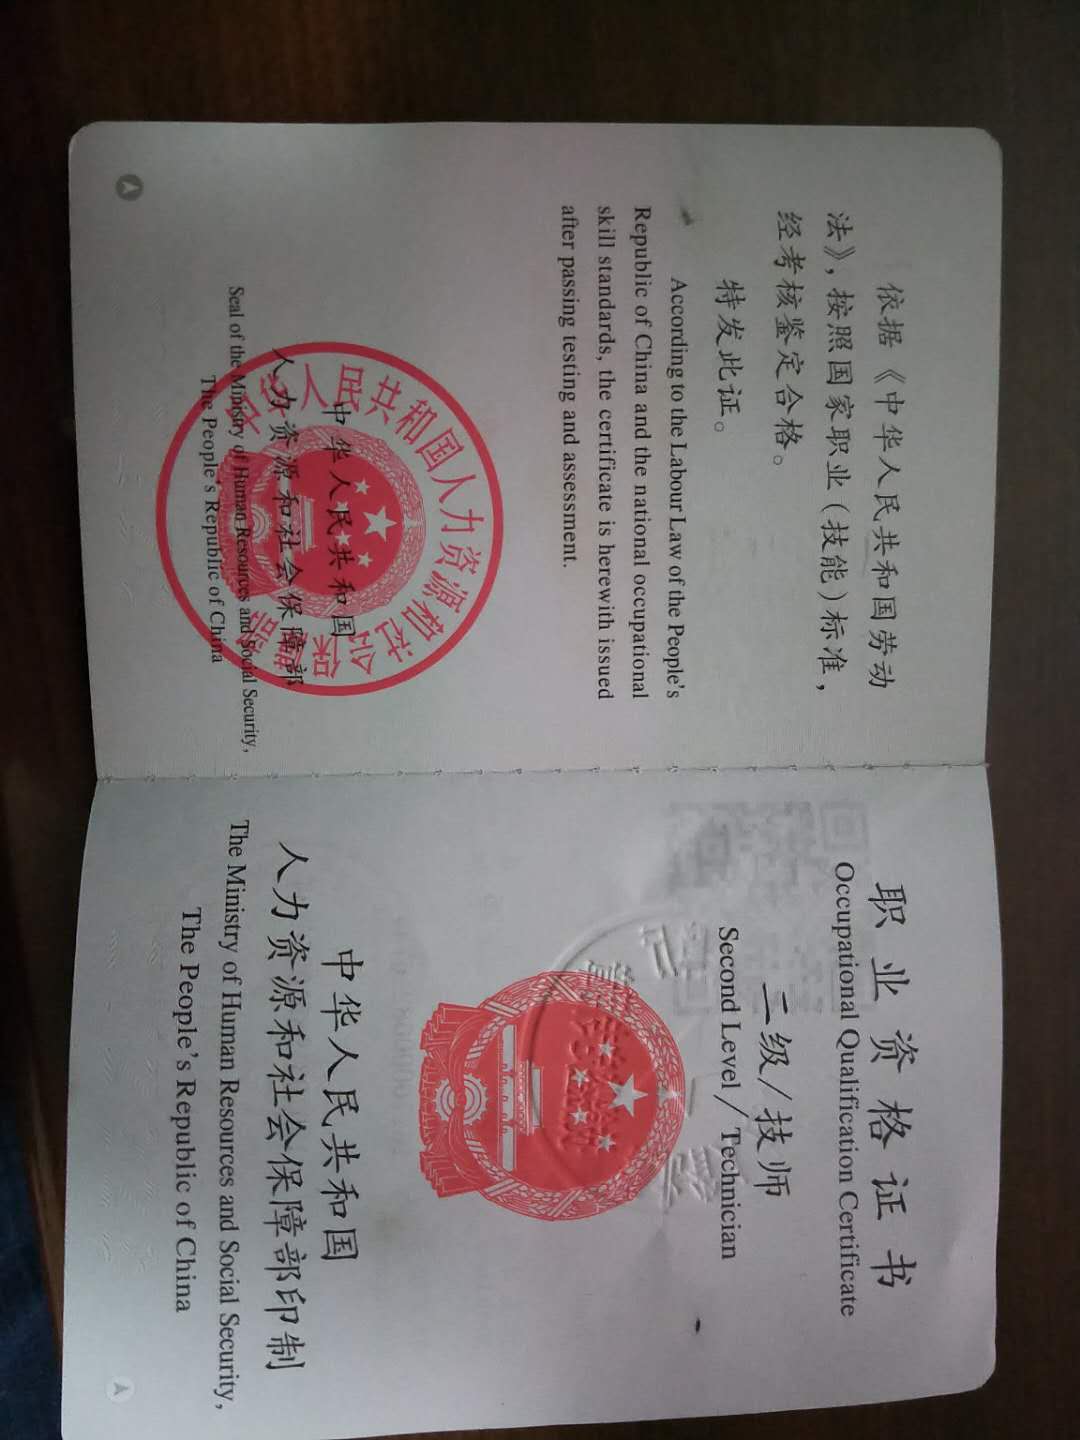 依据《中华人民共和国劳动
法》，按照国家职业（技能）标准，
经考核鉴定合格。
特发此证。
According to the Labour Law of the People's
Republic of China and the national occupational
skill standards, the certificate is herewith issued
after passing testing and assessment.
中华人民共和国人力资源和社会保障部
中华人民共和国
人力资源和社会保障部
Seal of the Ministry of Human Resources and Social Security,
The People's Republic of China
职业资格证书
Occupational Qualification Certificate
二级/技师
Second Level / Technician
中华人民共和国
人力资源和社会保障部印制
The Ministry of Human Resources and Social Security,
The People's Republic of China